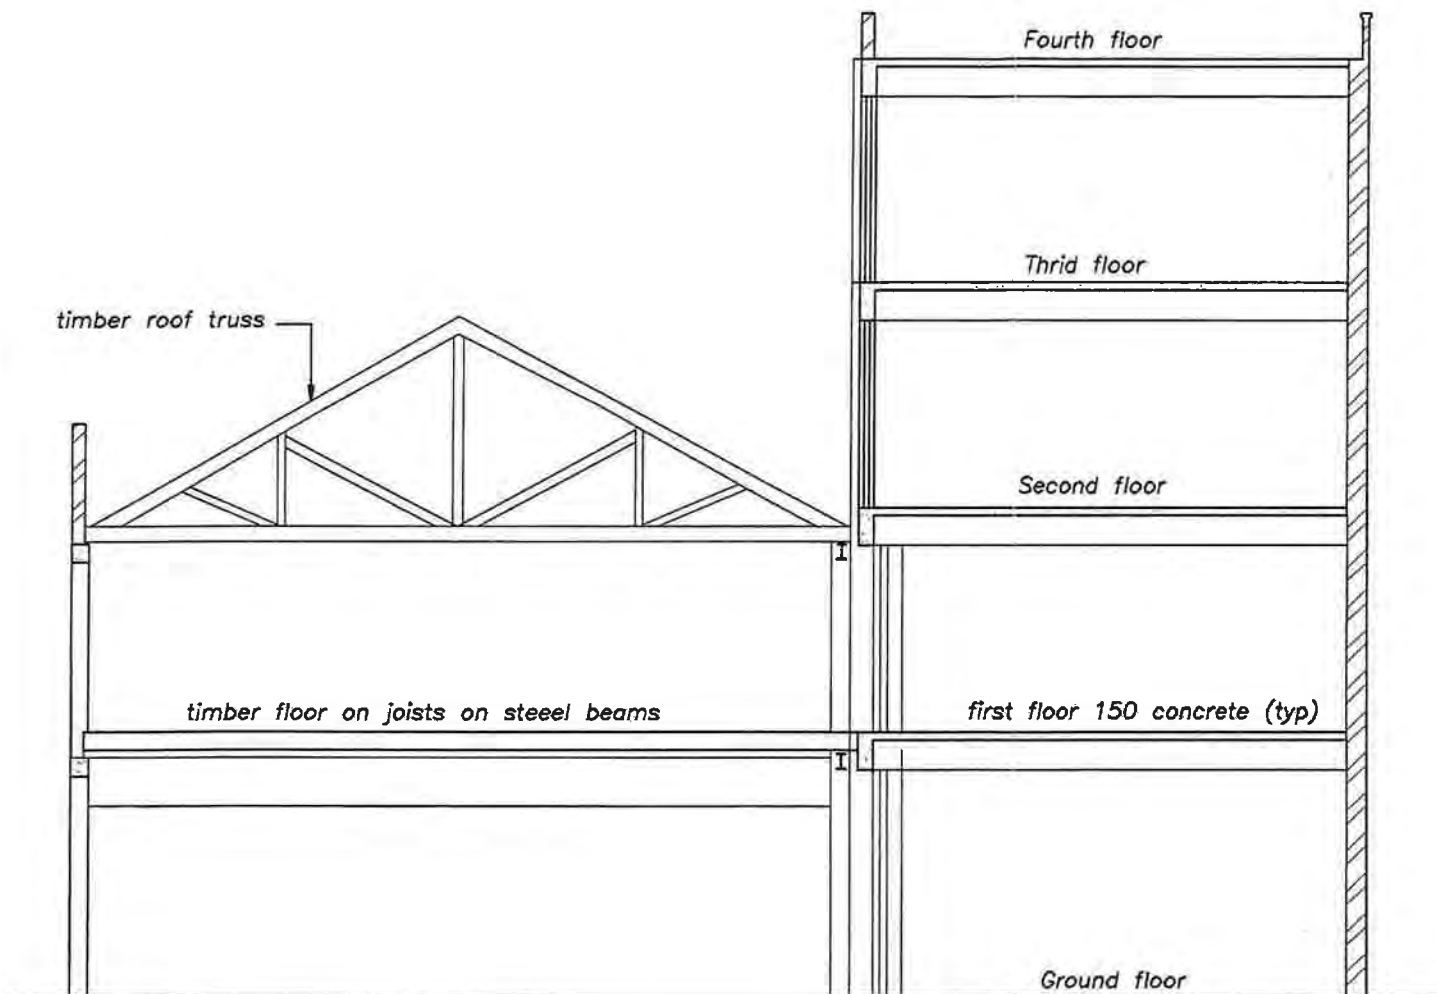 Fourth floor
Thrid floor
timber roof truss
Second floor
timber floor on joists on steeel beams
first floor 150 concrete (typ)
Ground floor